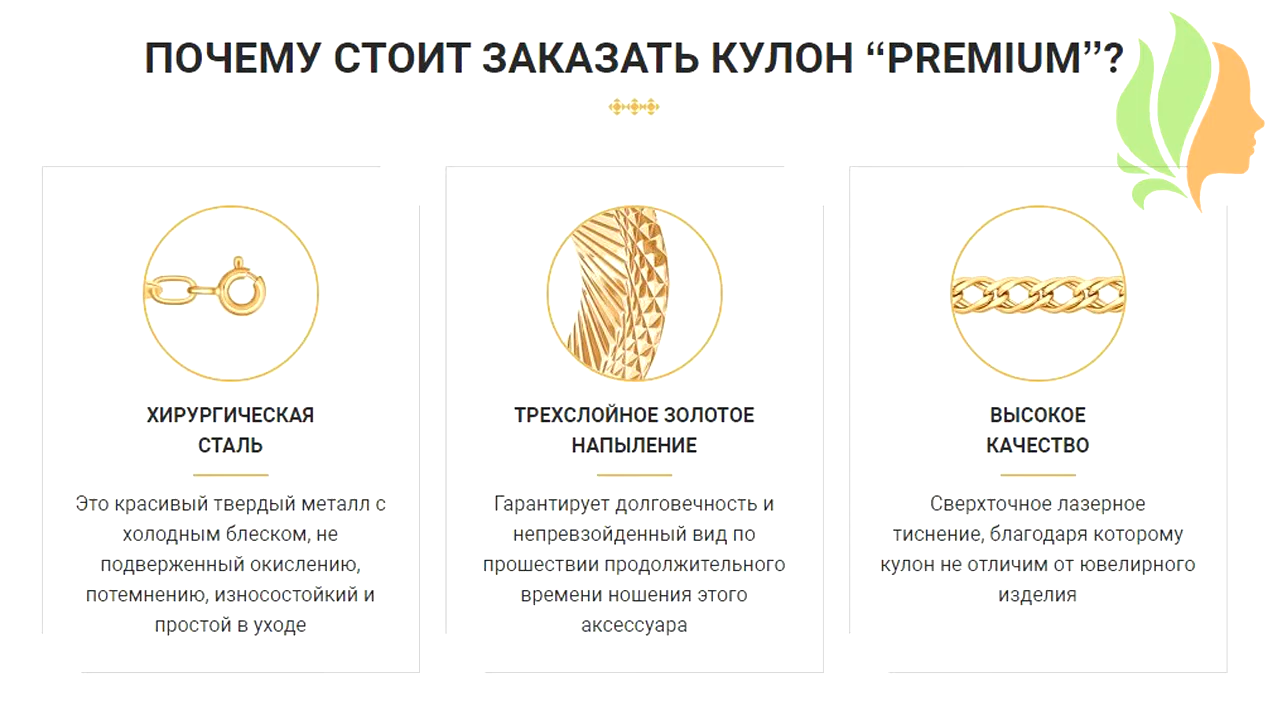 ПОЧЕМУ СТОИТ ЗАКАЗАТЬ КУЛОН “PREMIUM”?
ХИРУРГИЧЕСКАЯ
СТАЛЬ
Это красивый твердый металл с
холодным блеском, не
подверженный окислению,
потемнению, износостойкий и
простой в уходе
ТРЕХСЛОЙНОЕ ЗОЛОТОЕ
НАПЫЛЕНИЕ
Гарантирует долговечность и
непревзойденный вид по
прошествии продолжительного
времени ношения этого
аксессуара
ВЫСОКОЕ
КАЧЕСТВО
Сверхточное лазерное
тиснение, благодаря которому
кулон не отличим от ювелирного
изделия